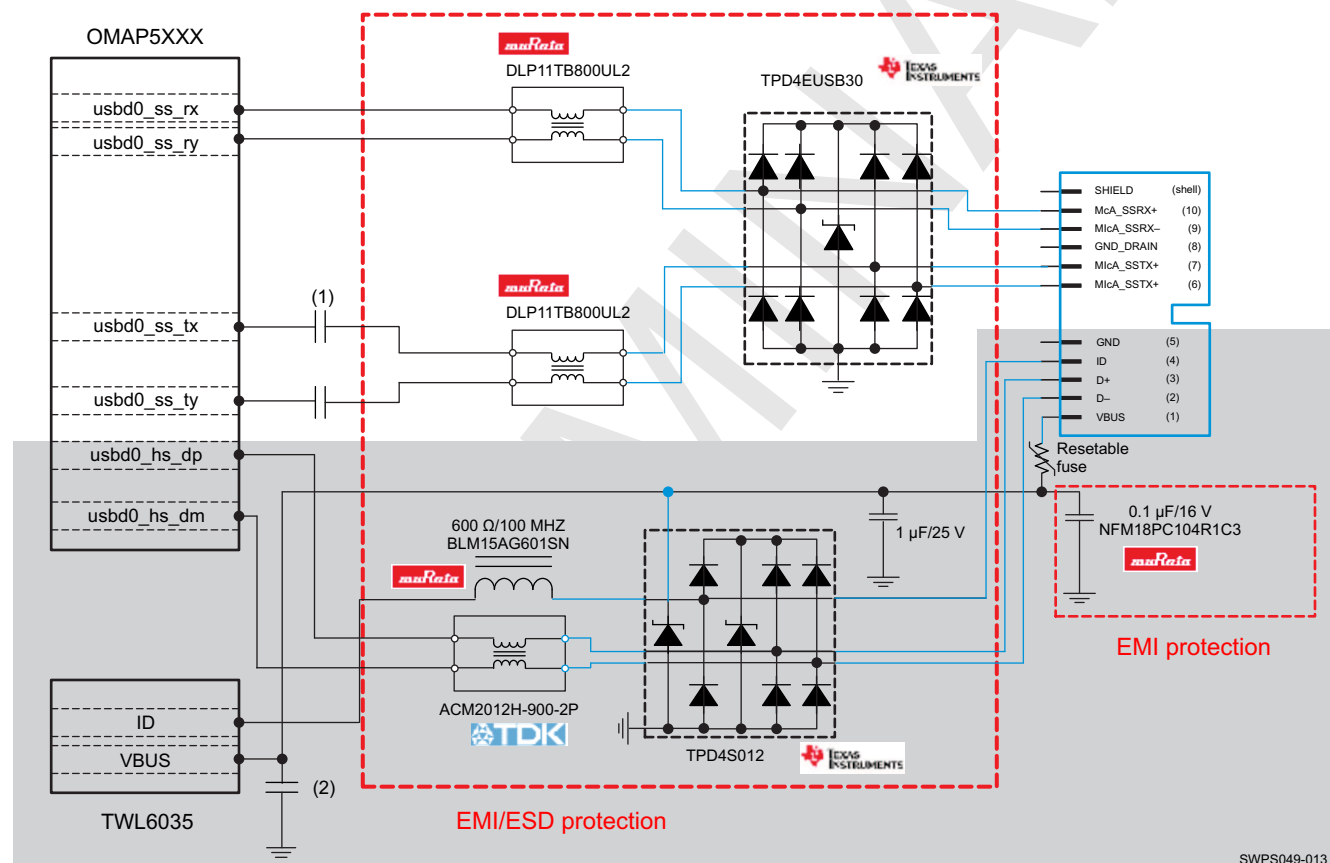 OMAP5XXX
usbd0_ss_rx
usbd0_ss_ry
usbd0_ss_tx
usbd0_ss_ty
usbd0_hs_dp
usbd0_hs_dm
(1)
muRata
DLP11TB800UL2
muRata
DLP11TB800UL2
TPD4EUSB30
TEXAS
INSTRUMENTS
SHIELD (shell)
McA_SSRX+ (10)
MIcA_SSRX– (9)
GND_DRAIN (8)
MIcA_SSTX+ (7)
MIcA_SSTX+ (6)
GND (5)
ID (4)
D+ (3)
D– (2)
VBUS (1)
Resetable
fuse
1 µF/25 V
0.1 µF/16 V
NFM18PC104R1C3
muRata
EMI protection
600 Ω/100 MHZ
BLM15AG601SN
muRata
ACM2012H-900-2P
TDK
TPD4S012
TEXAS
INSTRUMENTS
ID
VBUS
(2)
TWL6035
EMI/ESD protection
SWPS049-013